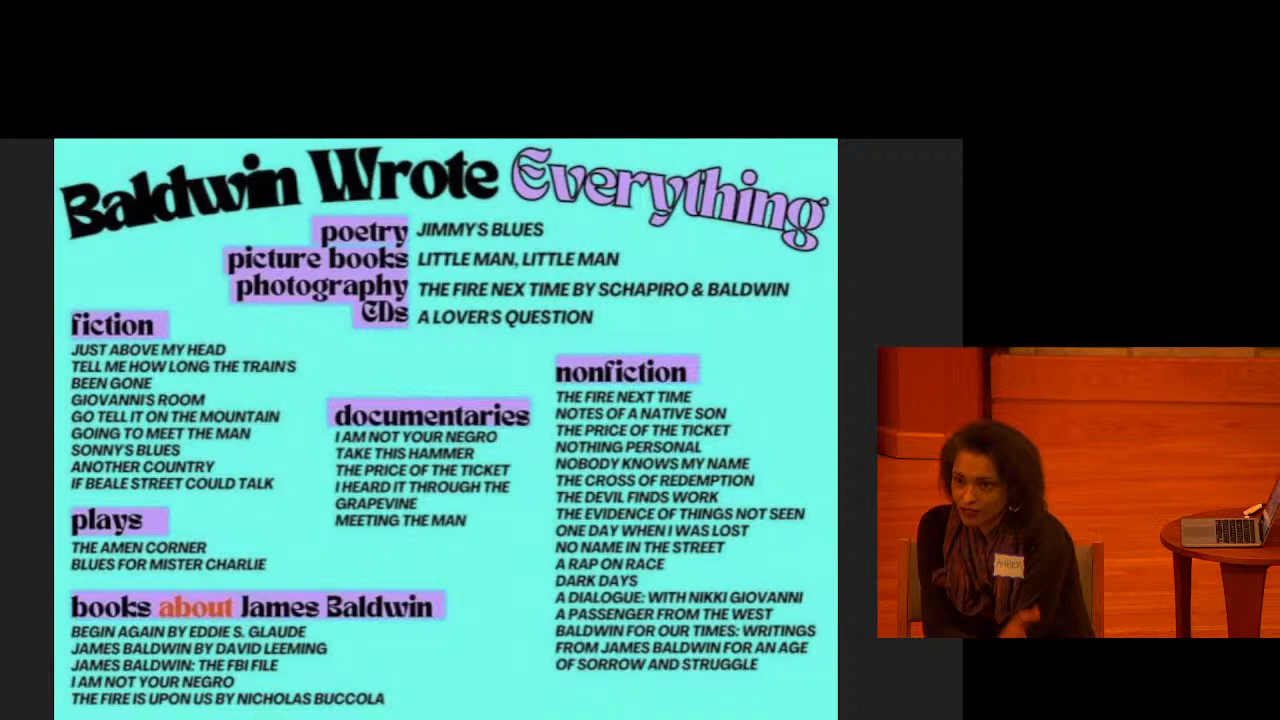 Baldwin Wrote Everything
poetry JIMMY'S BLUES
picture books LITTLE MAN, LITTLE MAN
photography THE FIRE NEX TIME BY SCHAPIRO & BALDWIN
CDs A LOVER'S QUESTION
fiction
JUST ABOVE MY HEAD
TELL ME HOW LONG THE TRAIN'S
BEEN GONE
GIOVANNI'S ROOM
GO TELL IT ON THE MOUNTAIN
GOING TO MEET THE MAN
SONNY'S BLUES
ANOTHER COUNTRY
IF BEALE STREET COULD TALK
plays
THE AMEN CORNER
BLUES FOR MISTER CHARLIE
documentaries
I AM NOT YOUR NEGRO
TAKE THIS HAMMER
THE PRICE OF THE TICKET
I HEARD IT THROUGH THE
GRAPEVINE
MEETING THE MAN
nonfiction
THE FIRE NEXT TIME
NOTES OF A NATIVE SON
THE PRICE OF THE TICKET
NOTHING PERSONAL
NOBODY KNOWS MY NAME
THE CROSS OF REDEMPTION
THE DEVIL FINDS WORK
THE EVIDENCE OF THINGS NOT SEEN
ONE DAY WHEN I WAS LOST
NO NAME IN THE STREET
A RAP ON RACE
DARK DAYS
A DIALOGUE: WITH NIKKI GIOVANNI
A PASSENGER FROM THE WEST
BALDWIN FOR OUR TIMES: WRITINGS
FROM JAMES BALDWIN FOR AN AGE
OF SORROW AND STRUGGLE
books about James Baldwin
BEGIN AGAIN BY EDDIE S. GLAUDE
JAMES BALDWIN BY DAVID LEEMING
JAMES BALDWIN: THE FBI FILE
I AM NOT YOUR NEGRO
THE FIRE IS UPON US BY NICHOLAS BUCCOLA